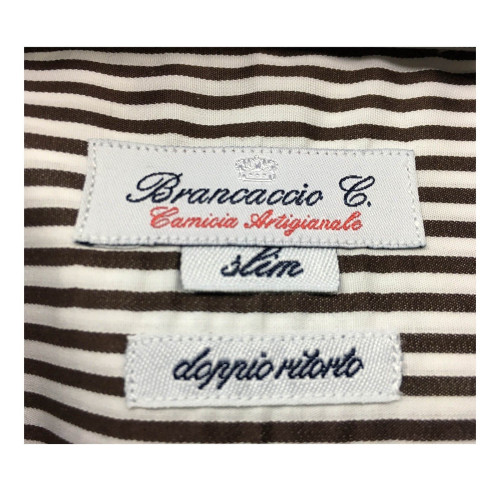 Brancaccio C.
Camicia Artigianale
slim
doppio ritorto